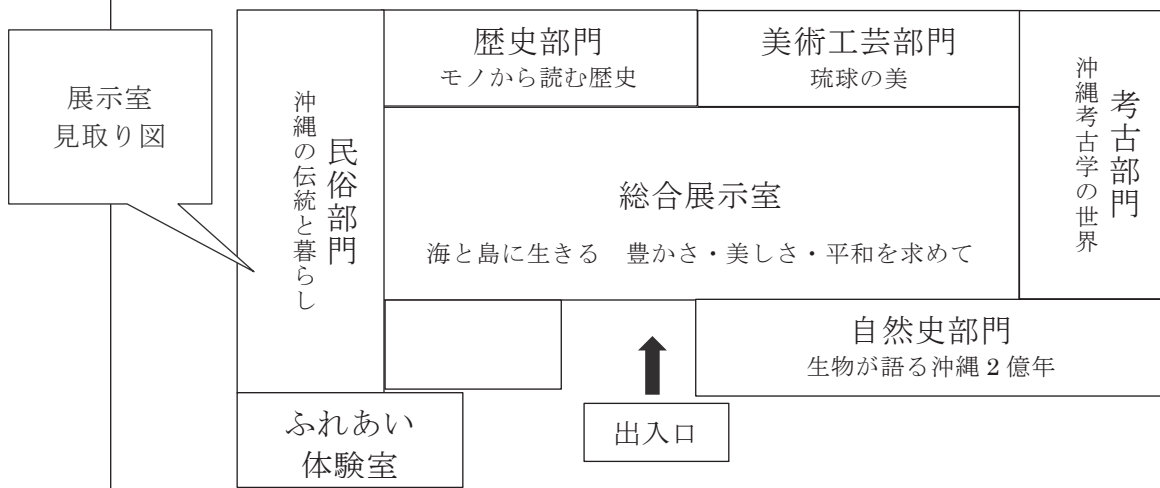 展示室
見取り図
歴史部門
モノから読む歴史
美術工芸部門
琉球の美
考古部門
沖縄考古学の世界
民俗部門
沖縄の伝統と暮らし
総合展示室
海と島に生きる　豊かさ・美しさ・平和を求めて
自然史部門
生物が語る沖縄２億年
ふれあい
体験室
出入口